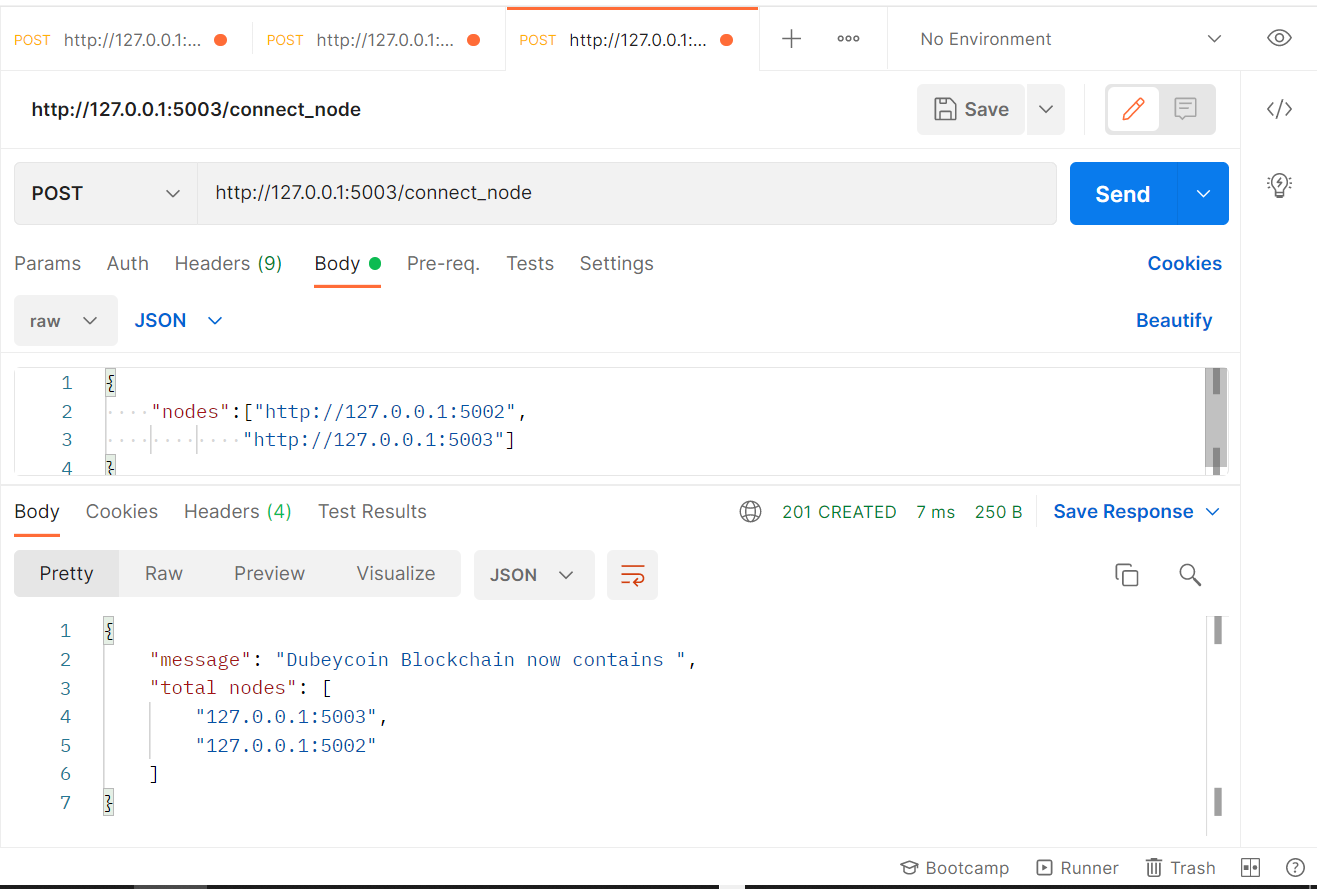 POST http://127.0.0.1:... POST http://127.0.0.1:... POST http://127.0.0.1:... No Environment
http://127.0.0.1:5003/connect_node Save
POST http://127.0.0.1:5003/connect_node Send
Params Auth Headers (9) Body Pre-req. Tests Settings Cookies
raw JSON Beautify
1 {
2 "nodes":["http://127.0.0.1:5002",
3 "http://127.0.0.1:5003"]
4 }
Body Cookies Headers (4) Test Results 201 CREATED 7 ms 250 B Save Response
Pretty Raw Preview Visualize JSON
1 {
2 "message": "Dubeycoin Blockchain now contains ",
3 "total nodes": [
4 "127.0.0.1:5003",
5 "127.0.0.1:5002"
6 ]
7 }
Bootcamp Runner Trash